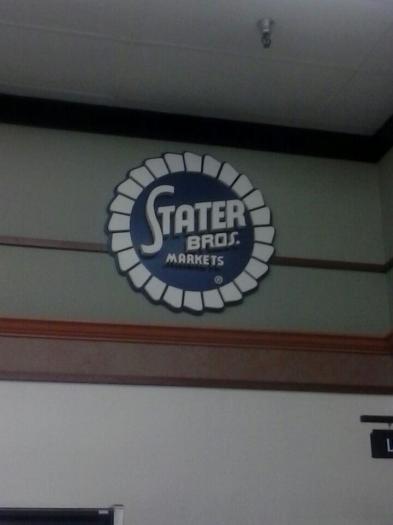 STATER
BROS.
MARKETS
®
L